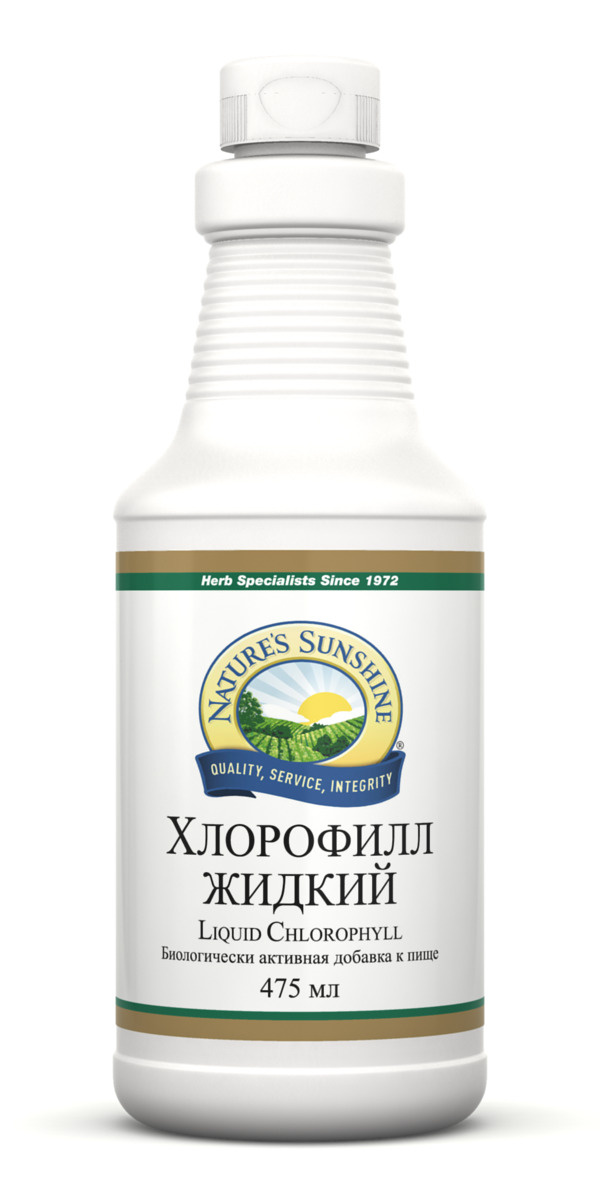 Herb Specialists Since 1972
NATURE'S SUNSHINE
®
QUALITY, SERVICE, INTEGRITY
ХЛОРОФИЛЛ
ЖИДКИЙ
LIQUID CHLOROPHYLL
Биологически активная добавка к пище
475 мл